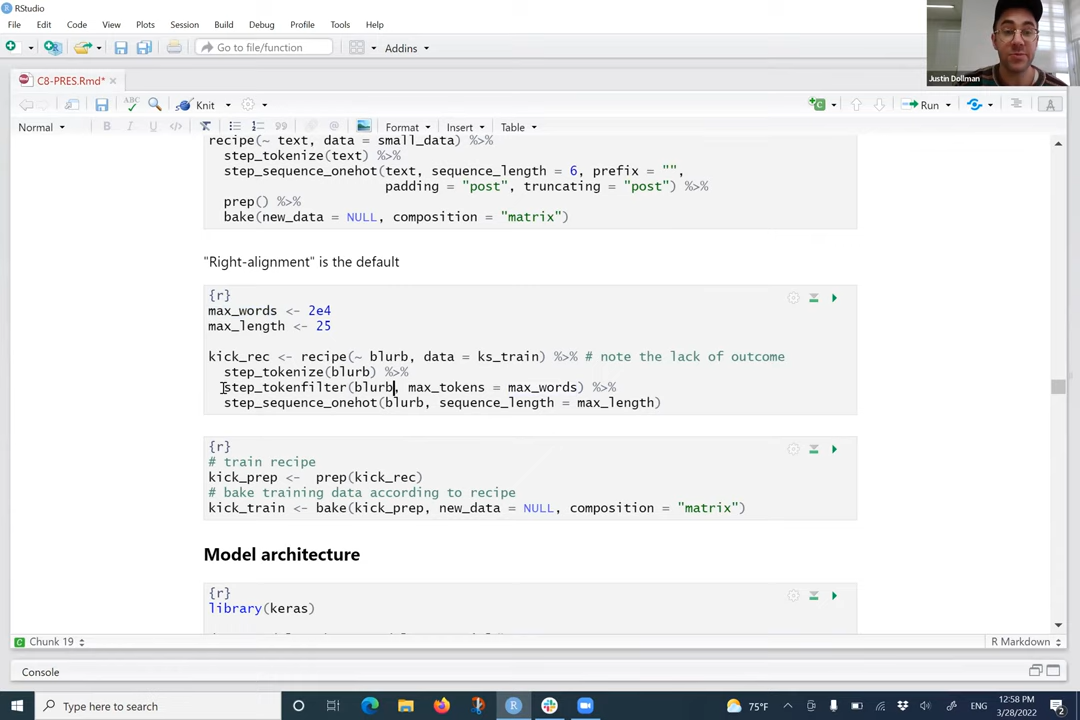 RStudio
File Edit Code View Plots Session Build Debug Profile Tools Help
Go to file/function Addins
C8-PRES.Rmd*
Justin Dollman
ABC Knit Run
Normal B I U Format Insert Table
recipe(~ text, data = small_data) %>%
step_tokenize(text) %>%
step_sequence_onehot(text, sequence_length = 6, prefix = "",
padding = "post", truncating = "post") %>%
prep() %>%
bake(new_data = NULL, composition = "matrix")
"Right-alignment" is the default
{r}
max_words <- 2e4
max_length <- 25
kick_rec <- recipe(~ blurb, data = ks_train) %>% # note the lack of outcome
step_tokenize(blurb) %>%
step_tokenfilter(blurb, max_tokens = max_words) %>%
step_sequence_onehot(blurb, sequence_length = max_length)
{r}
# train recipe
kick_prep <- prep(kick_rec)
# bake training data according to recipe
kick_train <- bake(kick_prep, new_data = NULL, composition = "matrix")
Model architecture
{r}
library(keras)
Chunk 19 R Markdown
Console
Type here to search 75°F ENG 12:58 PM
3/28/2022 2